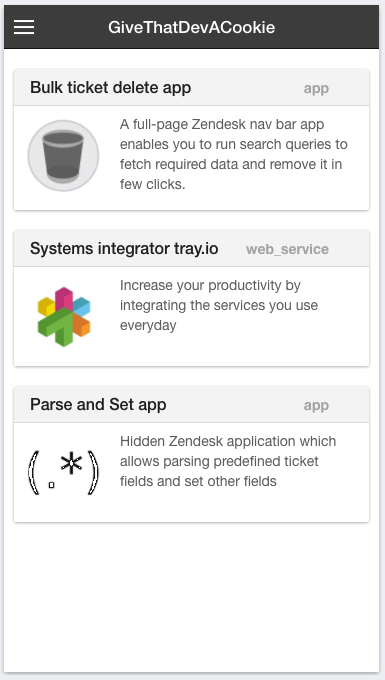 GiveThatDevACookie
Bulk ticket delete app app
A full-page Zendesk nav bar app
enables you to run search queries to
fetch required data and remove it in
few clicks.
Systems integrator tray.io web_service
Increase your productivity by
integrating the services you use
everyday
Parse and Set app app
Hidden Zendesk application which
allows parsing predefined ticket
fields and set other fields
(.*)